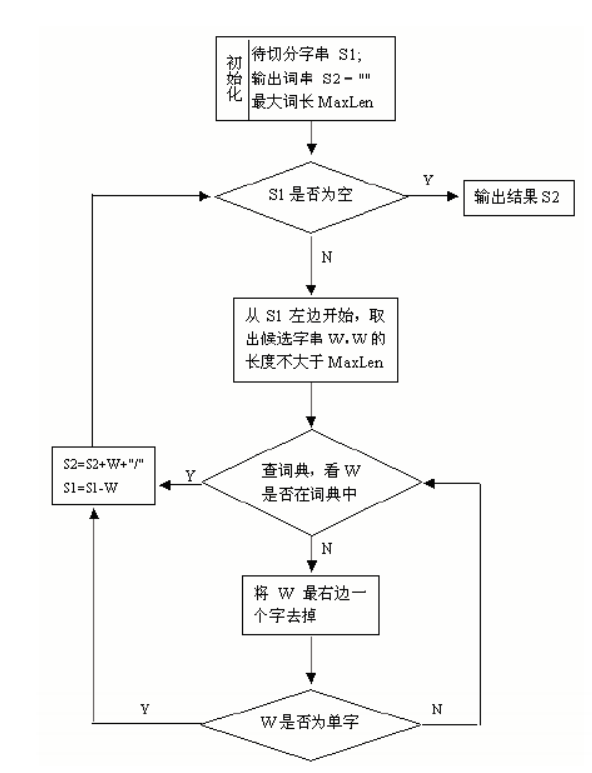 初始化
待切分字串 S1;
输出词串 S2 = ""
最大词长 MaxLen
S1 是否为空
Y
输出结果 S2
N
从 S1 左边开始，取
出候选字串 W.W 的
长度不大于 MaxLen
查词典，看 W
是否在词典中
Y
S2=S2+W+"/"
S1=S1-W
N
将 W 最右边一
个字去掉
W 是否为单字
Y
N